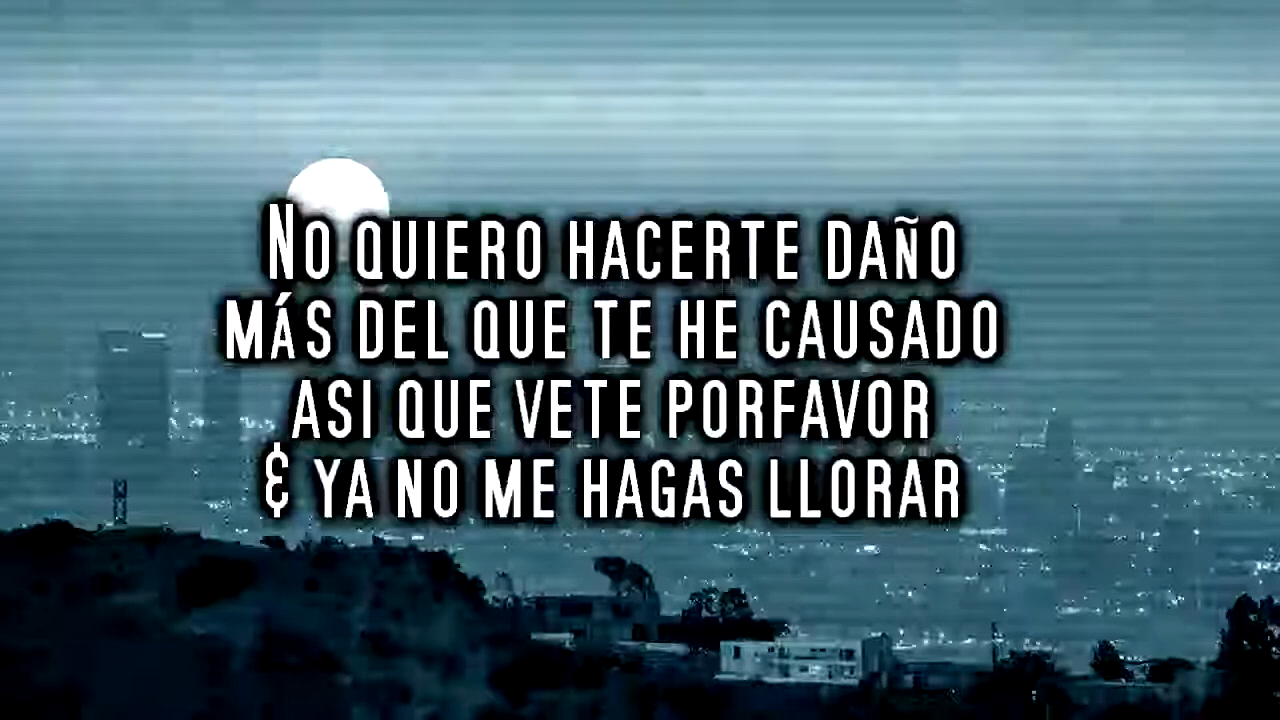 No QUIERO HACERTE DAÑO
MÁS DEL QUE TE HE CAUSADO
ASI QUE VETE PORFAVOR
& YA NO ME HAGAS LLORAR